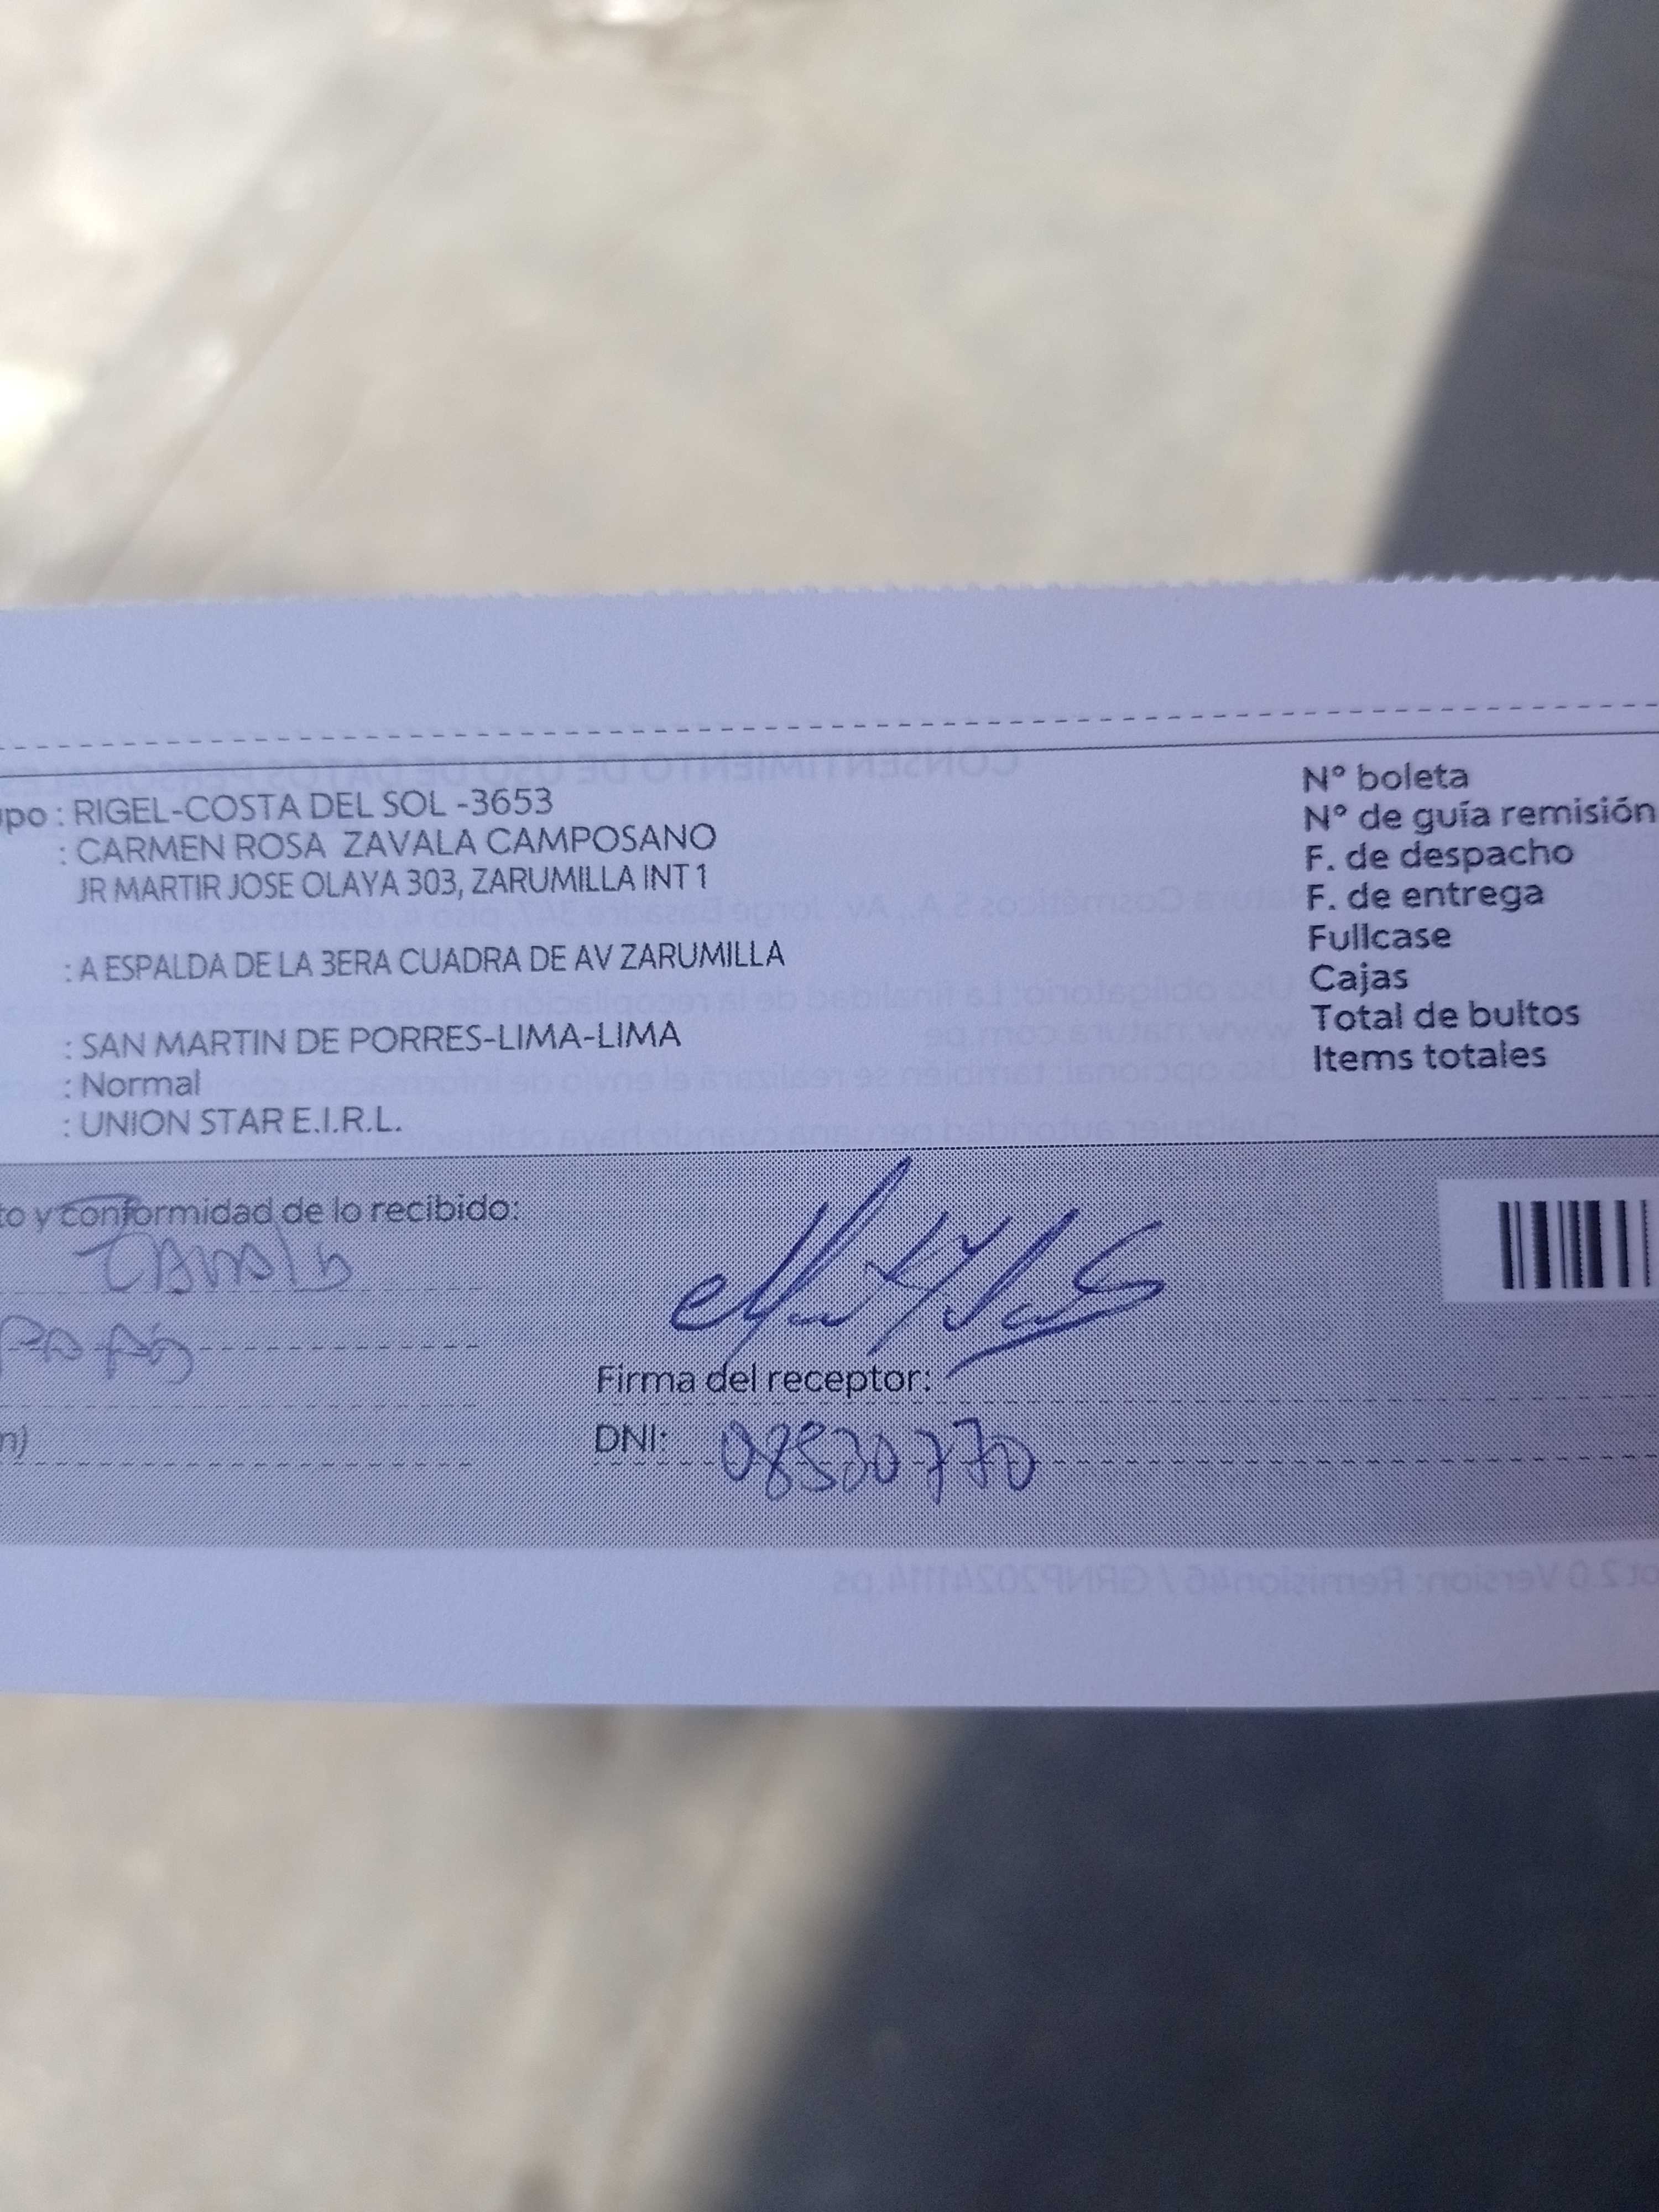 upo : RIGEL-COSTA DEL SOL -3653
: CARMEN ROSA ZAVALA CAMPOSANO
JR MARTIR JOSE OLAYA 303, ZARUMILLA INT 1
: A ESPALDA DE LA 3ERA CUADRA DE AV ZARUMILLA
: SAN MARTIN DE PORRES-LIMA-LIMA
: Normal
: UNION STAR E.I.R.L.
N° boleta
N° de guía remisión
F. de despacho
F. de entrega
Fullcase
Cajas
Total de bultos
Items totales
to y conformidad de lo recibido:
Firma del receptor:
n)
DNI: 08530770